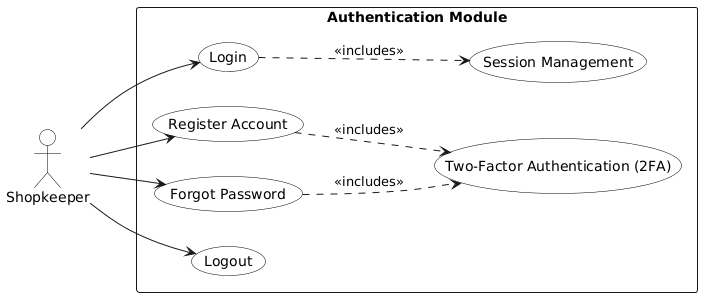 Authentication Module
Login
«includes»
Session Management
Register Account
«includes»
Two-Factor Authentication (2FA)
Shopkeeper
Forgot Password
«includes»
Logout